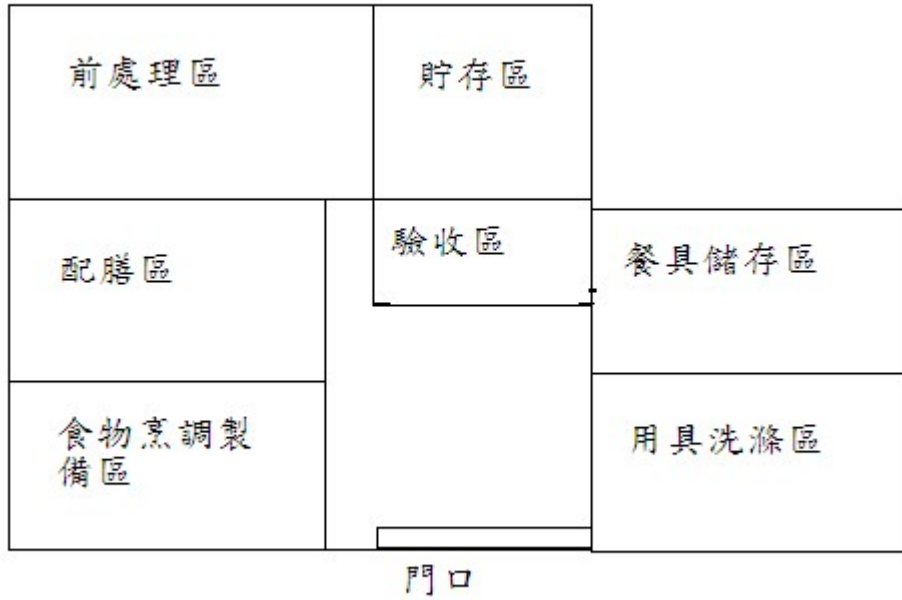 前處理區
貯存區
驗收區
配膳區
餐具儲存區
食物烹調製
備區
用具洗滌區
門口